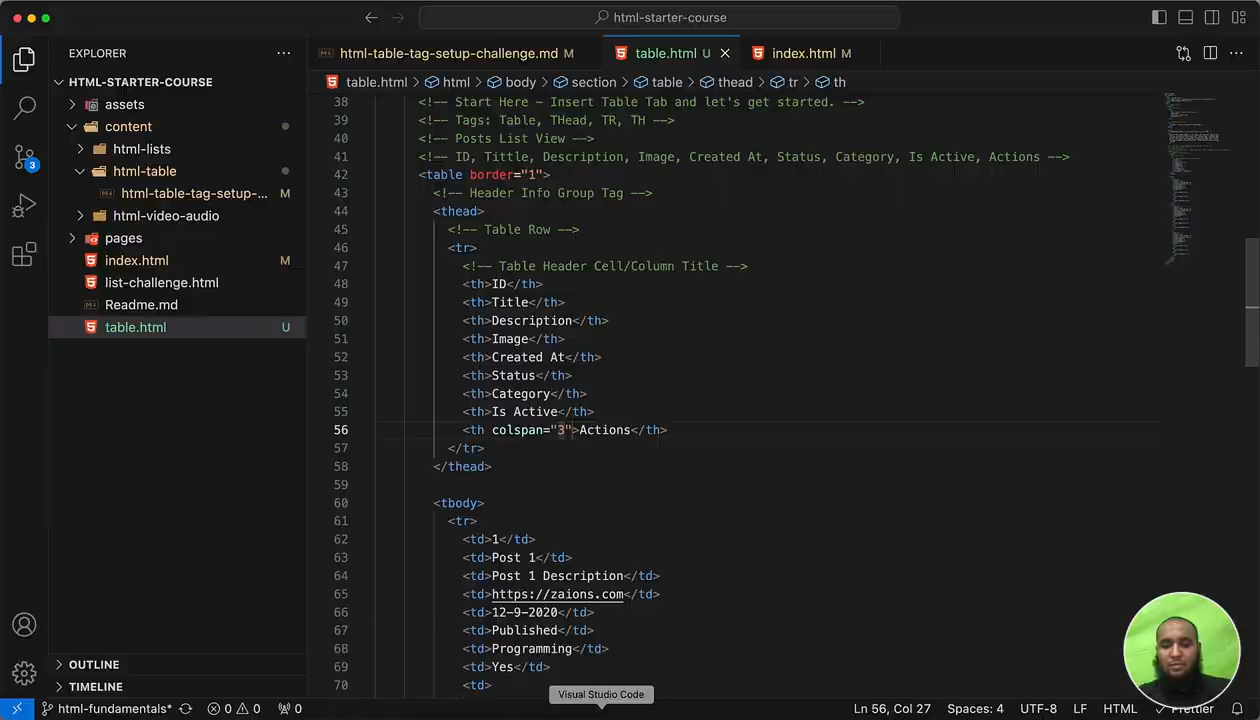 html-starter-course
EXPLORER
html-table-tag-setup-challenge.md M
table.html U
index.html M
HTML-STARTER-COURSE
assets
content
html-lists
html-table
html-table-tag-setup-... M
html-video-audio
pages
index.html M
list-challenge.html
Readme.md
table.html U
OUTLINE
TIMELINE
3
table.html > html > body > section > table > thead > tr > th
38 <!-- Start Here – Insert Table Tab and let's get started. -->
39 <!-- Tags: Table, THead, TR, TH -->
40 <!-- Posts List View -->
41 <!-- ID, Tittle, Description, Image, Created At, Status, Category, Is Active, Actions -->
42 <table border="1">
43 <!-- Header Info Group Tag -->
44 <thead>
45 <!-- Table Row -->
46 <tr>
47 <!-- Table Header Cell/Column Title -->
48 <th>ID</th>
49 <th>Title</th>
50 <th>Description</th>
51 <th>Image</th>
52 <th>Created At</th>
53 <th>Status</th>
54 <th>Category</th>
55 <th>Is Active</th>
56 <th colspan="3">Actions</th>
57 </tr>
58 </thead>
59
60 <tbody>
61 <tr>
62 <td>1</td>
63 <td>Post 1</td>
64 <td>Post 1 Description</td>
65 <td>https://zaions.com</td>
66 <td>12-9-2020</td>
67 <td>Published</td>
68 <td>Programming</td>
69 <td>Yes</td>
70 <td>
Visual Studio Code
html-fundamentals* 0 0 0 Ln 56, Col 27 Spaces: 4 UTF-8 LF HTML Prettier